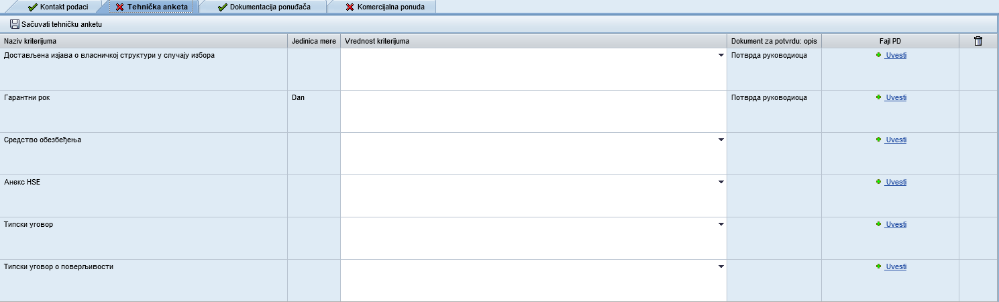 Kontakt podaci Tehnička anketa Dokumentacija ponuđača Komercijalna ponuda
Sačuvati tehničku anketu
Naziv kriterijuma Jedinica mere Vrednost kriterijuma Dokument za potvrdu: opis Fajl PD
Достављена изјава о власничкој структури у случају избора Потврда руководиоца Uvesti
Гарантни рок Dan Потврда руководиоца Uvesti
Средство обезбеђења Uvesti
Анекс HSE Uvesti
Типски уговор Uvesti
Типски уговор о поверљивости Uvesti